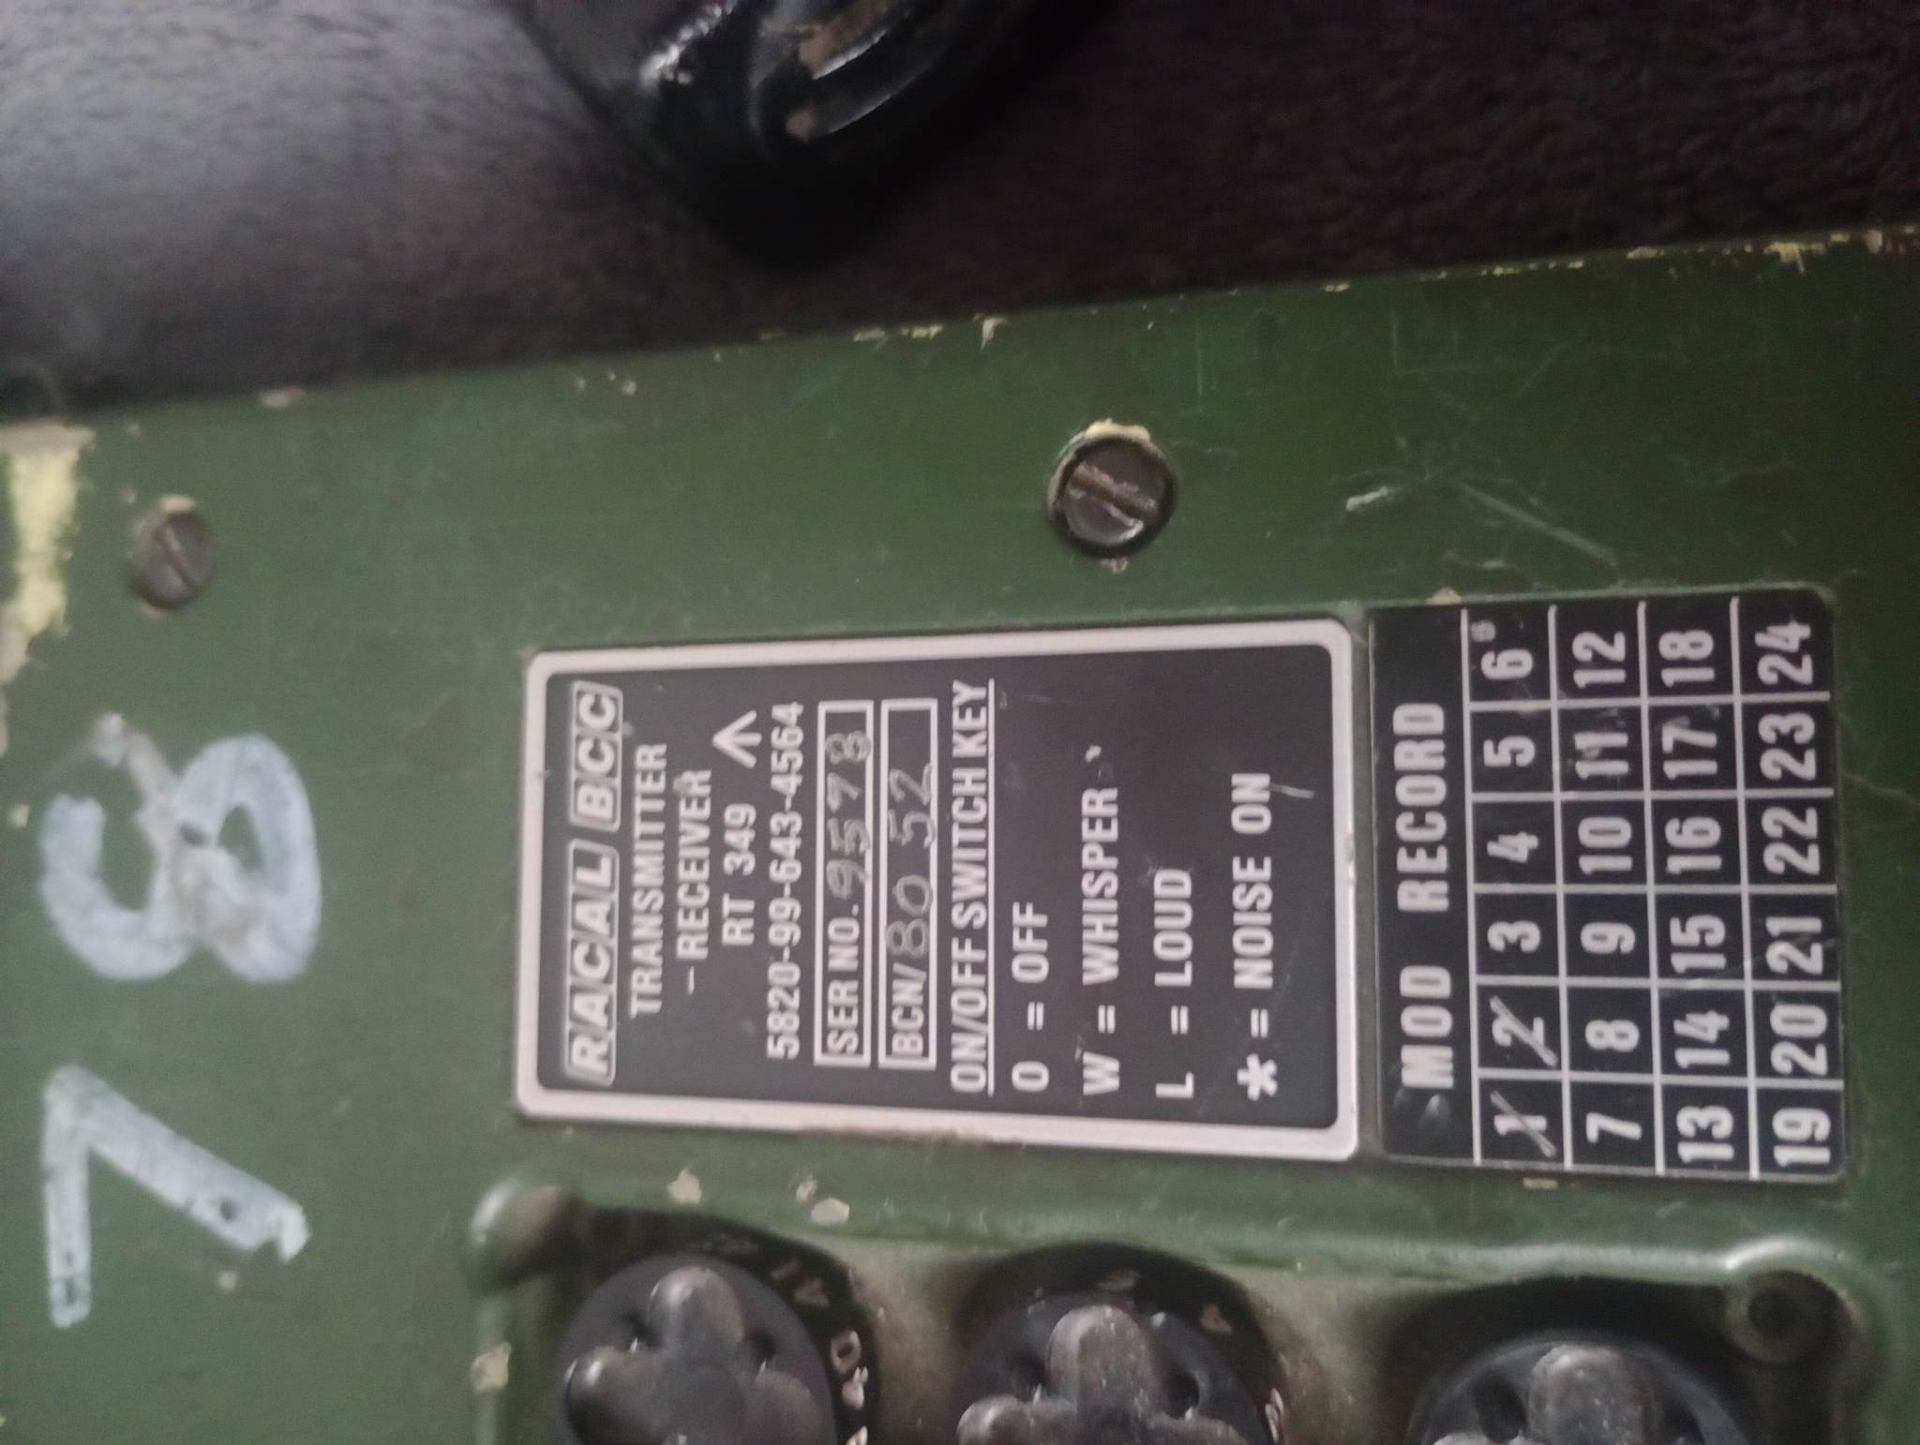 78
RACAL BCC
TRANSMITTER
–RECEIVER
RT 349
5820-99-643-4564
SER NO. 9578
BCN/80 52
ON/OFF SWITCH KEY
O = OFF
W = WHISPER
L = LOUD
* = NOISE ON
MOD RECORD
1 2 3 4 5 6
7 8 9 10 11 12
13 14 15 16 17 18
19 20 21 22 23 24